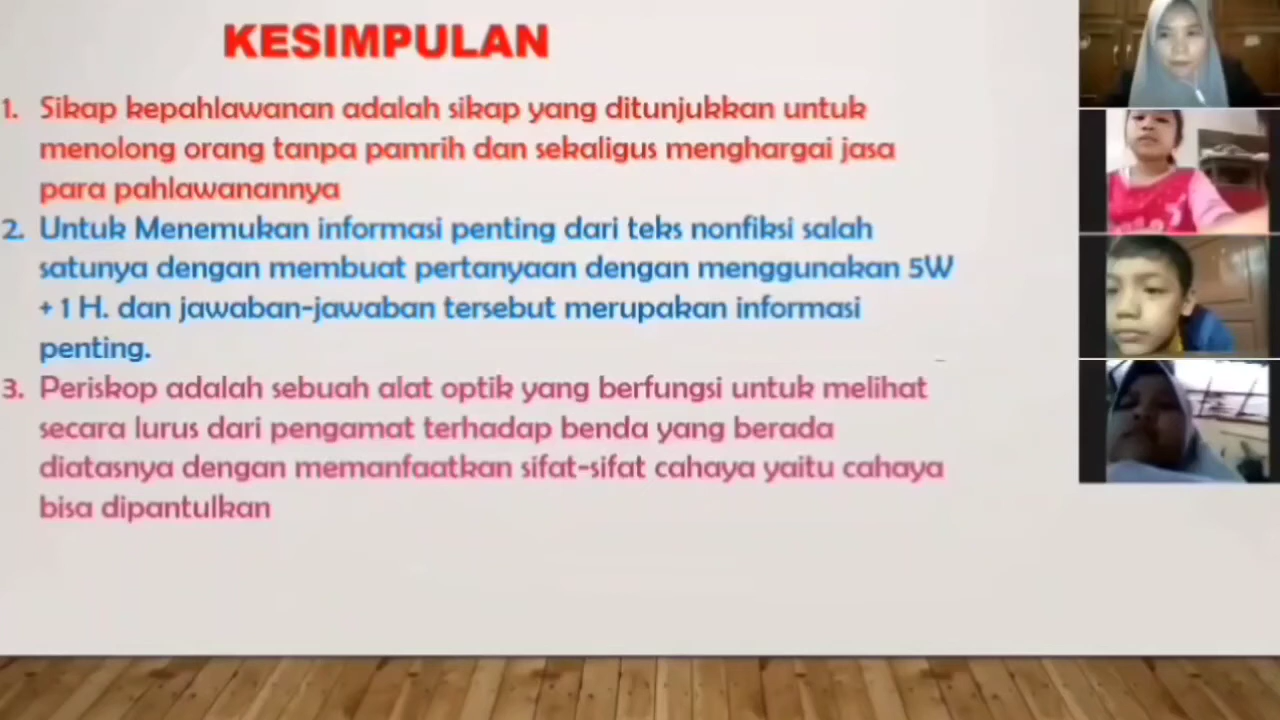 KESIMPULAN
1. Sikap kepahlawanan adalah sikap yang ditunjukkan untuk
menolong orang tanpa pamrih dan sekaligus menghargai jasa
para pahlawanannya
2. Untuk Menemukan informasi penting dari teks nonfiksi salah
satunya dengan membuat pertanyaan dengan menggunakan 5W
+ 1 H. dan jawaban-jawaban tersebut merupakan informasi
penting.
3. Periskop adalah sebuah alat optik yang berfungsi untuk melihat
secara lurus dari pengamat terhadap benda yang berada
diatasnya dengan memanfaatkan sifat-sifat cahaya yaitu cahaya
bisa dipantulkan